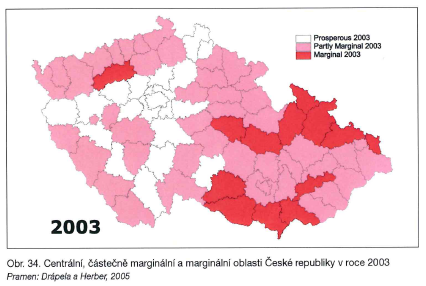 Prosperous 2003
Partly Marginal 2003
Marginal 2003
2003
Obr. 34. Centrální, částečně marginální a marginální oblasti České republiky v roce 2003
Pramen: Drápela a Herber, 2005